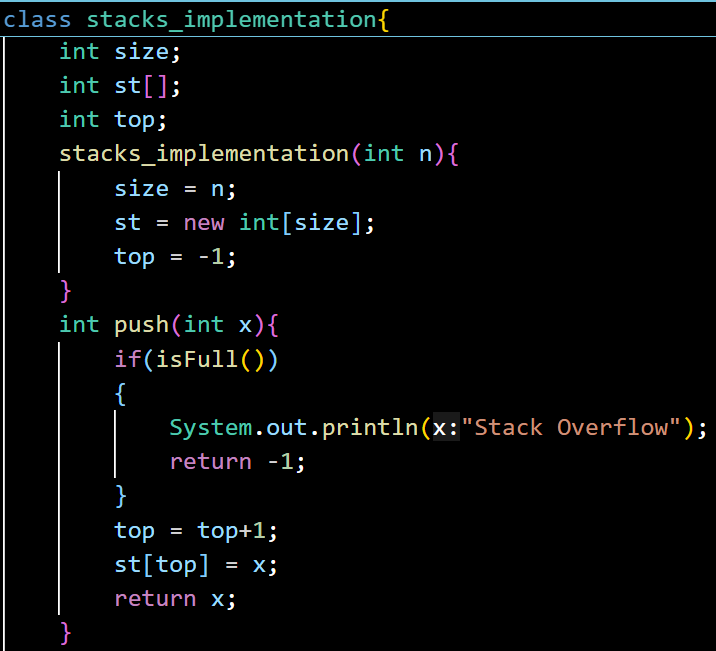 class stacks_implementation{
    int size;
    int st[];
    int top;
    stacks_implementation(int n){
        size = n;
        st = new int[size];
        top = -1;
    }
    int push(int x){
        if(isFull())
        {
            System.out.println(x:"Stack Overflow");
            return -1;
        }
        top = top+1;
        st[top] = x;
        return x;
    }